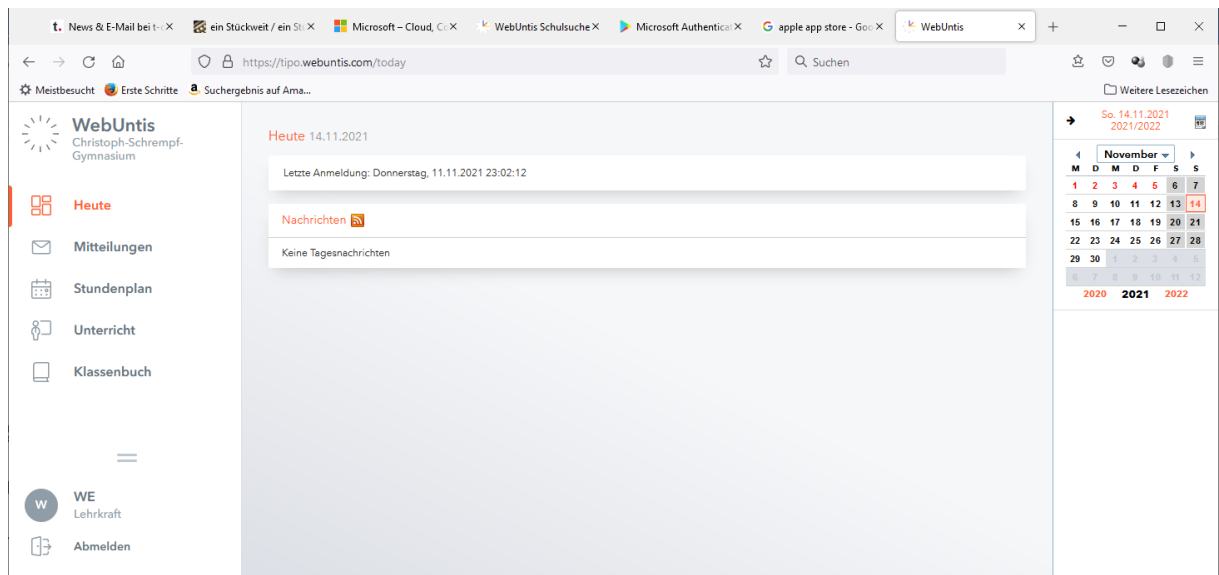 t. News & E-Mail bei t-
ein Stückweit / ein St
Microsoft – Cloud, Co
WebUntis Schulsuche
Microsoft Authenticat
G apple app store - Goo
WebUntis
https://tipo.webuntis.com/today
Suchen
Meistbesucht
Erste Schritte
a Suchergebnis auf Ama...
Weitere Lesezeichen
WebUntis
Christoph-Schrempf-
Gymnasium
Heute
Mitteilungen
Stundenplan
Unterricht
Klassenbuch
W
WE
Lehrkraft
Abmelden
Heute 14.11.2021
Letzte Anmeldung: Donnerstag, 11.11.2021 23:02:12
Nachrichten
Keine Tagesnachrichten
So. 14.11.2021
2021/2022
November
M D M D F S S
1 2 3 4 5 6 7
8 9 10 11 12 13 14
15 16 17 18 19 20 21
22 23 24 25 26 27 28
29 30 1 2 3 4 5
6 7 8 9 10 11 12
2020 2021 2022